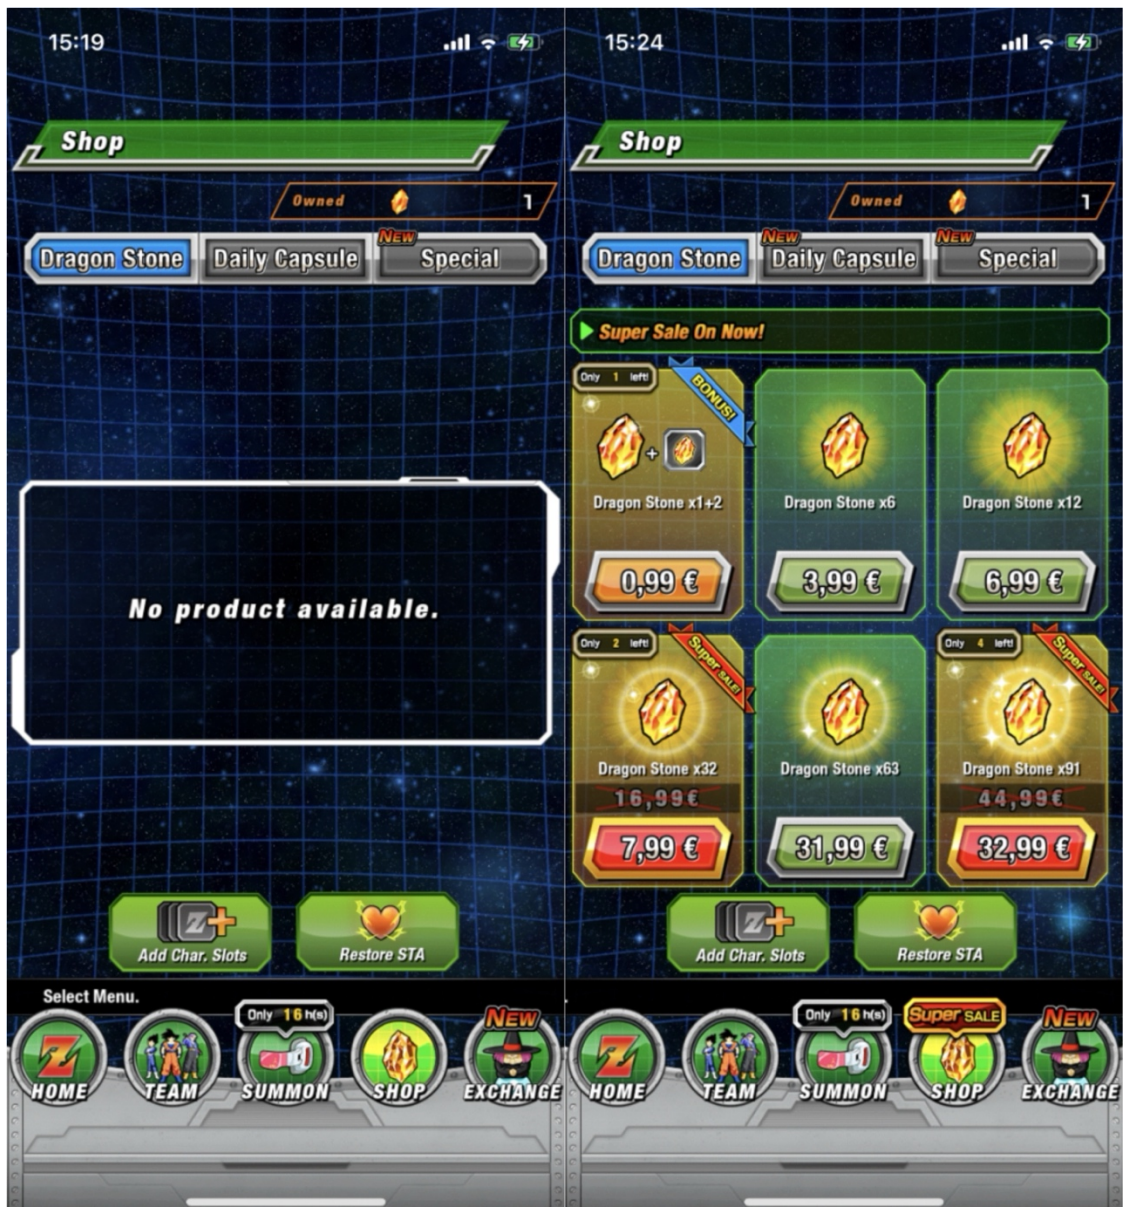 15:19
Shop
Owned 1
Dragon Stone Daily Capsule NEW Special
No product available.
Add Char. Slots Restore STA
Select Menu.
Only 16 h(s) NEW
HOME TEAM SUMMON SHOP EXCHANGE
15:24
Shop
Owned 1
Dragon Stone NEW Daily Capsule NEW Special
Super Sale On Now!
Only 1 left! BONUS!
Dragon Stone x1+2 Dragon Stone x6 Dragon Stone x12
0,99 € 3,99 € 6,99 €
Only 2 left! Super SALE! Only 4 left! Super SALE!
Dragon Stone x32 Dragon Stone x63 Dragon Stone x91
16,99€ 44,99€
7,99 € 31,99 € 32,99 €
Add Char. Slots Restore STA
Only 16 h(s) Super SALE NEW
HOME TEAM SUMMON SHOP EXCHANGE